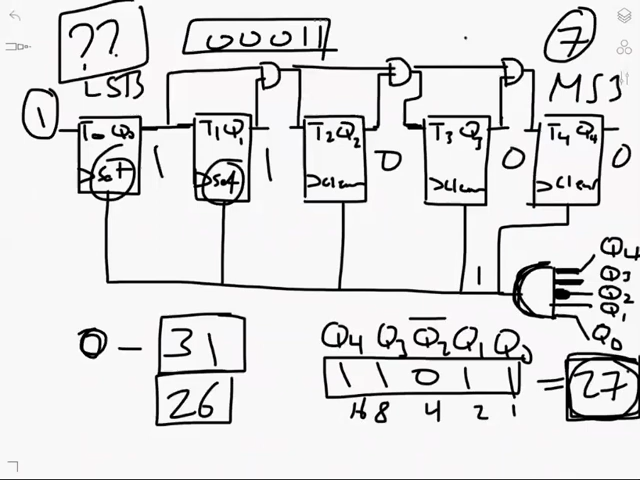 ?? 00011 7
LSB MSB
1 T0 Q0 T1 Q1 T2 Q2 T3 Q3 T4 Q4
Set 1 Set 1 Clear 0 Clear 0 Clear 0
Q4
1 Q3
Q2
Q1
Q0
0 - 31 Q4 Q3 Q̅2 Q1 Q0
26 1 1 0 1 1 = 27
16 8 4 2 1